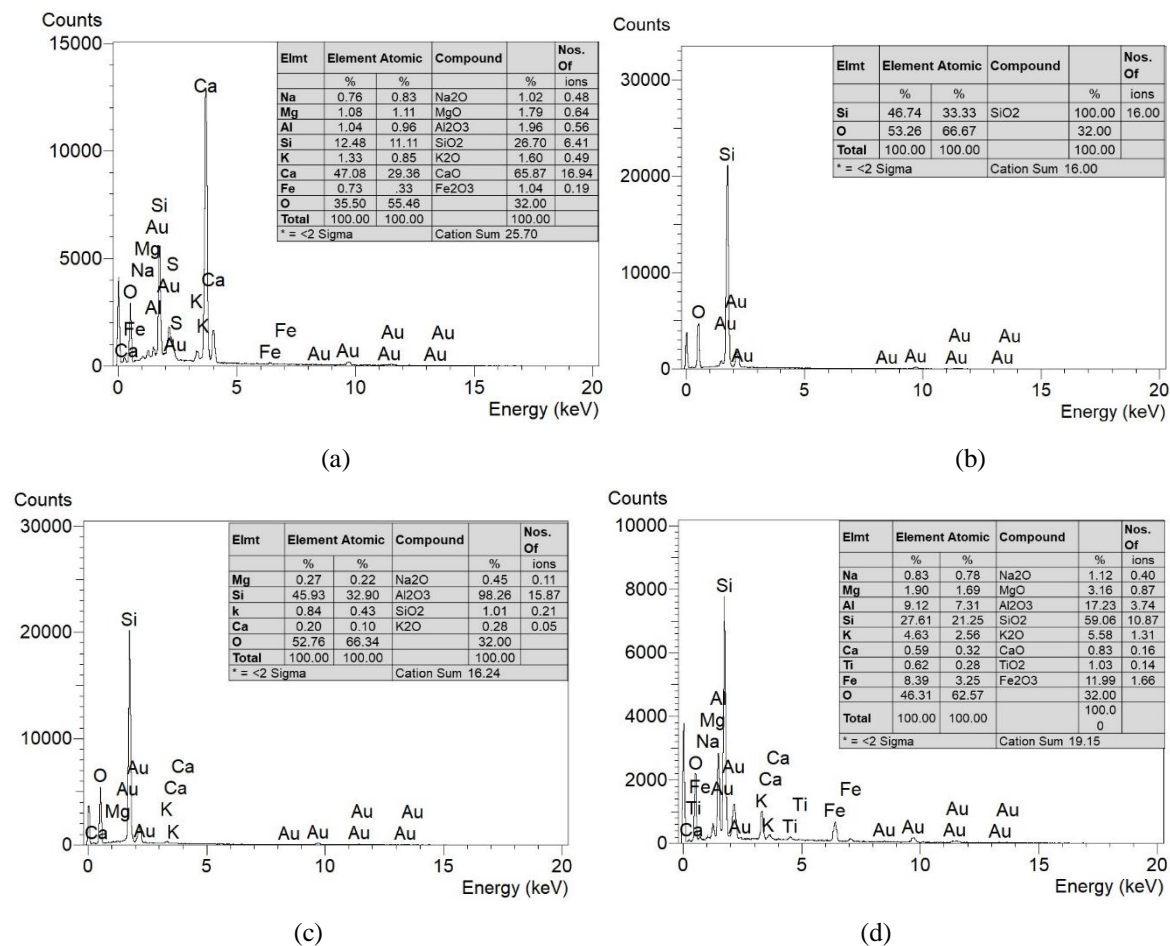 Counts
15000
10000
5000
0
Elmt Element Atomic Compound Nos. Of
% % % ions
Na 0.76 0.83 Na2O 1.02 0.48
Mg 1.08 1.11 MgO 1.79 0.64
Al 1.04 0.96 Al2O3 1.96 0.56
Si 12.48 11.11 SiO2 26.70 6.41
K 1.33 0.85 K2O 1.60 0.49
Ca 47.08 29.36 CaO 65.87 16.94
Fe 0.73 .33 Fe2O3 1.04 0.19
O 35.50 55.46 32.00
Total 100.00 100.00 100.00
* = <2 Sigma Cation Sum 25.70
Ca
Si
Au
Mg S
Na Au Ca
O Al K
Fe S K
Ca Au
Fe Fe Au Au Au Au Au Au
0 5 10 15 20
Energy (keV)
(a)
Counts
30000
20000
10000
0
Elmt Element Atomic Compound Nos. Of
% % % ions
Si 46.74 33.33 SiO2 100.00 16.00
O 53.26 66.67 32.00
Total 100.00 100.00 100.00
* = <2 Sigma Cation Sum 16.00
Si
O Au
Au Au
Au Au Au Au Au Au
0 5 10 15 20
Energy (keV)
(b)
Counts
30000
20000
10000
0
Elmt Element Atomic Compound Nos. Of
% % % ions
Mg 0.27 0.22 Na2O 0.45 0.11
Si 45.93 32.90 Al2O3 98.26 15.87
k 0.84 0.43 SiO2 1.01 0.21
Ca 0.20 0.10 K2O 0.28 0.05
O 52.76 66.34 32.00
Total 100.00 100.00 100.00
* = <2 Sigma Cation Sum 16.24
Si
O Au Ca
Au Ca
Mg K
Ca Au K
Au Au Au Au Au Au
0 5 10 15 20
Energy (keV)
(c)
Counts
10000
8000
6000
4000
2000
0
Elmt Element Atomic Compound Nos. Of
% % % ions
Na 0.83 0.78 Na2O 1.12 0.40
Mg 1.90 1.69 MgO 3.16 0.87
Al 9.12 7.31 Al2O3 17.23 3.74
Si 27.61 21.25 SiO2 59.06 10.87
K 4.63 2.56 K2O 5.58 1.31
Ca 0.59 0.32 CaO 0.83 0.16
Ti 0.62 0.28 TiO2 1.03 0.14
Fe 8.39 3.25 Fe2O3 11.99 1.66
O 46.31 62.57 32.00
Total 100.00 100.00 100.0
0
* = <2 Sigma Cation Sum 19.15
Si
Al
Mg
Na
O Au Ca
Fe Au Ca
Ti K Ti Fe Fe
Ca Au K Ti
Au Au Au Au Au Au
0 5 10 15 20
Energy (keV)
(d)